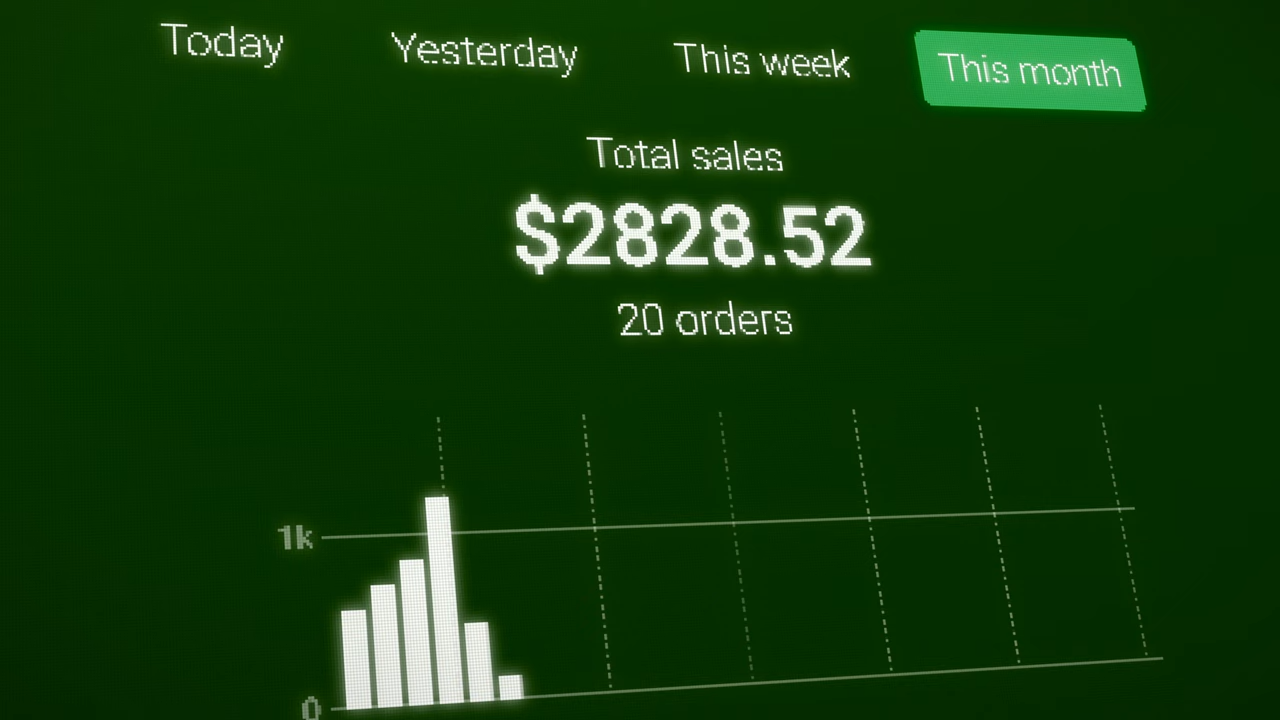 Today Yesterday This week This month
Total sales
$2828.52
20 orders
1k
0